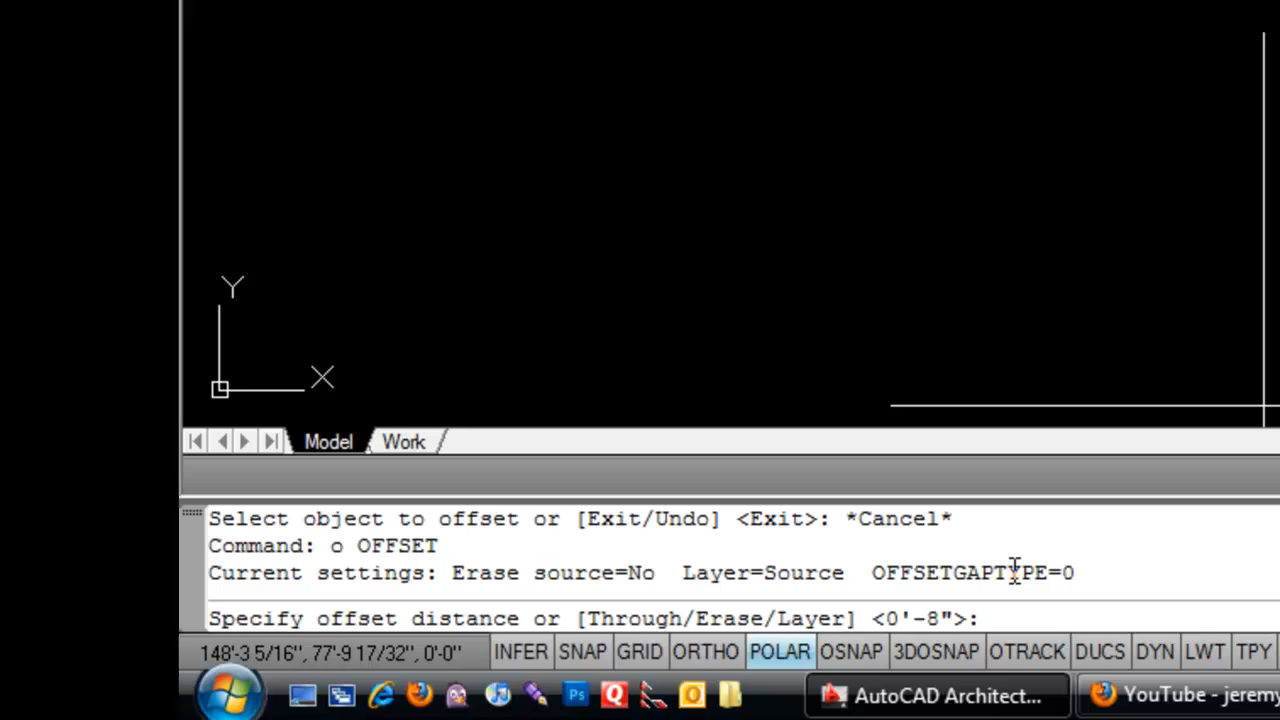 Y
X
Model Work
Select object to offset or [Exit/Undo] <Exit>: *Cancel*
Command: o OFFSET
Current settings: Erase source=No Layer=Source OFFSETGAPTYPE=0
Specify offset distance or [Through/Erase/Layer] <0'-8">:
148'-3 5/16", 77'-9 17/32", 0'-0" INFER SNAP GRID ORTHO POLAR OSNAP 3DOSNAP OTRACK DUCS DYN LWT TPY
Ps Q O AutoCAD Architect... YouTube - jeremy